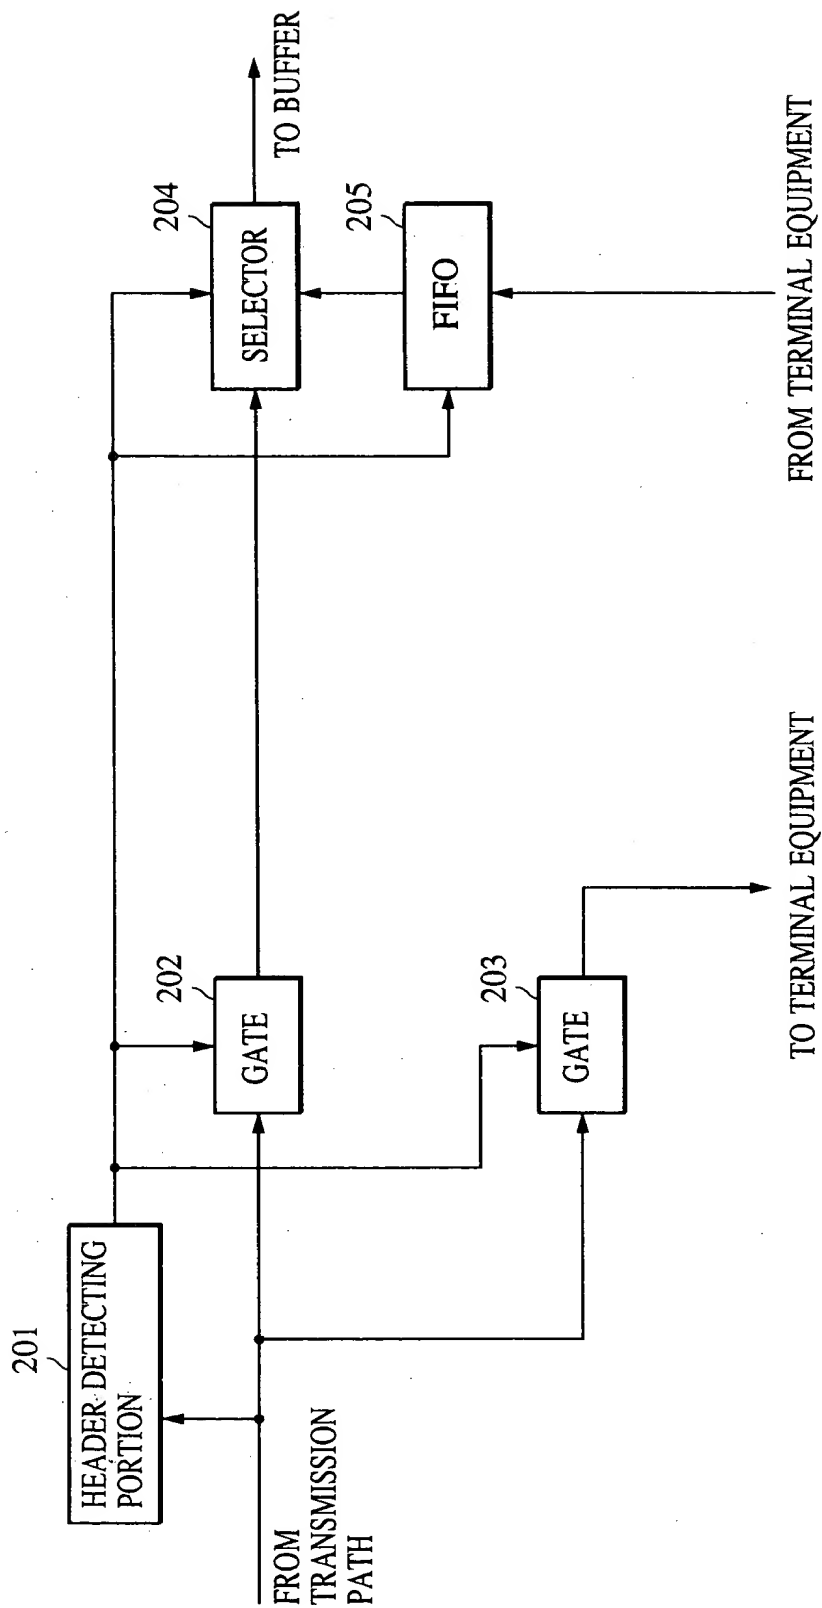 201
HEADER-DETECTING
PORTION
FROM
TRANSMISSION
PATH
202
GATE
203
GATE
TO TERMINAL EQUIPMENT
204
SELECTOR
TO BUFFER
205
FIFO
FROM TERMINAL EQUIPMENT